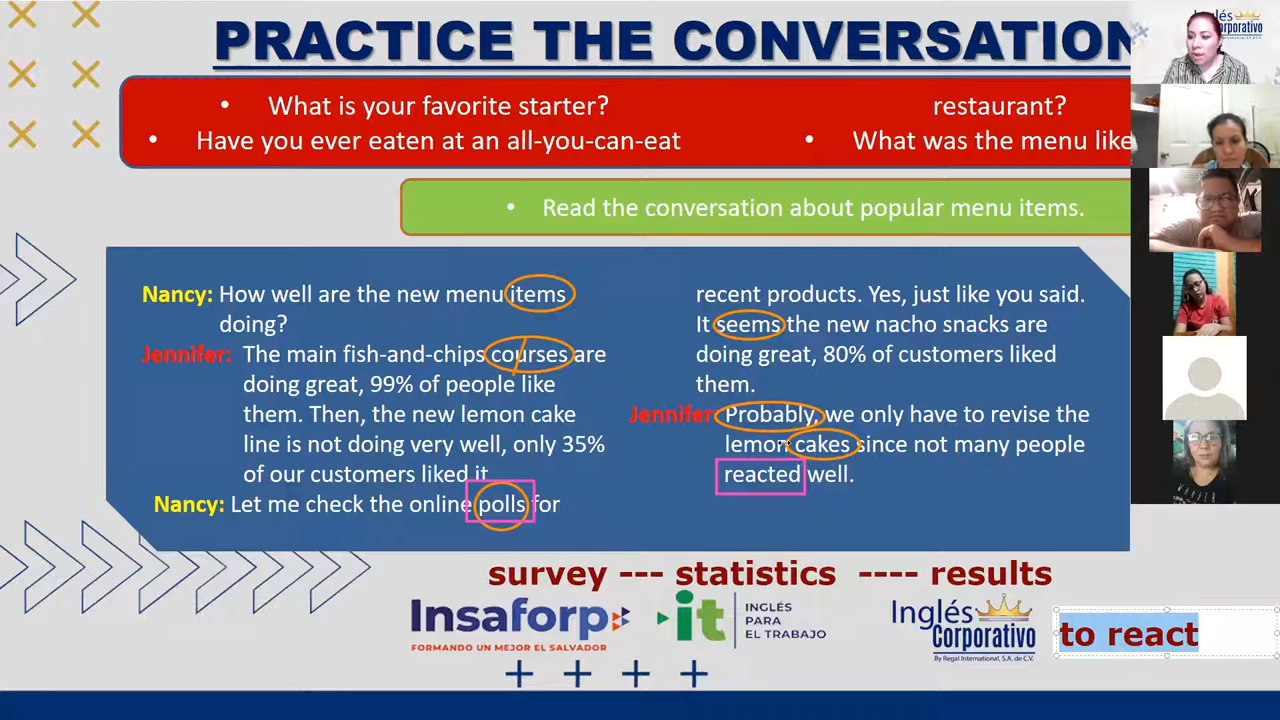 PRACTICE THE CONVERSATION
• What is your favorite starter?
• Have you ever eaten at an all-you-can-eat
restaurant?
• What was the menu like
• Read the conversation about popular menu items.
Nancy: How well are the new menu items
doing?
Jennifer: The main fish-and-chips courses are
doing great, 99% of people like
them. Then, the new lemon cake
line is not doing very well, only 35%
of our customers liked it
Nancy: Let me check the online polls for
recent products. Yes, just like you said.
It seems the new nacho snacks are
doing great, 80% of customers liked
them.
Jennifer: Probably, we only have to revise the
lemon cakes since not many people
reacted well.
survey --- statistics ---- results
Insaforp
FORMANDO UN MEJOR EL SALVADOR
it
INGLÉS
PARA
EL TRABAJO
Inglés
Corporativo
By Regal International, S.A. de C.V.
to react
Inglés
Corporativo